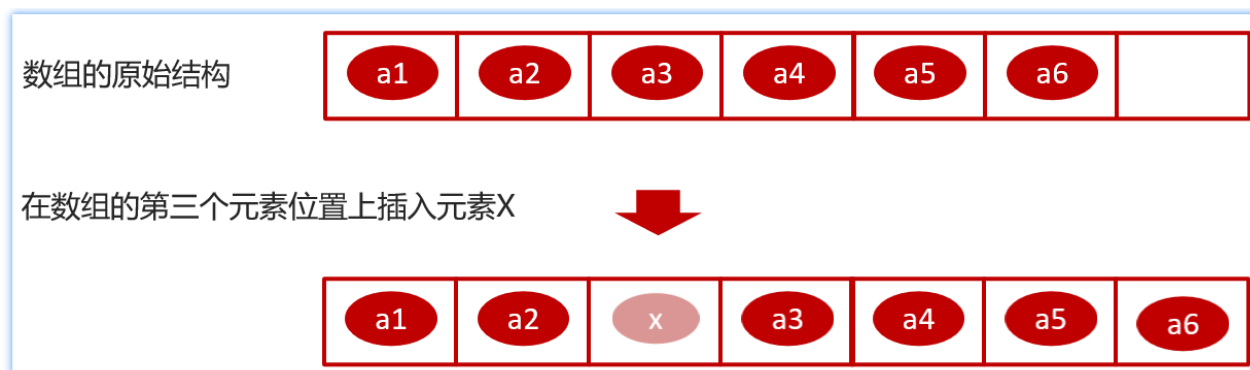 数组的原始结构
a1 a2 a3 a4 a5 a6
在数组的第三个元素位置上插入元素X
a1 a2 x a3 a4 a5 a6